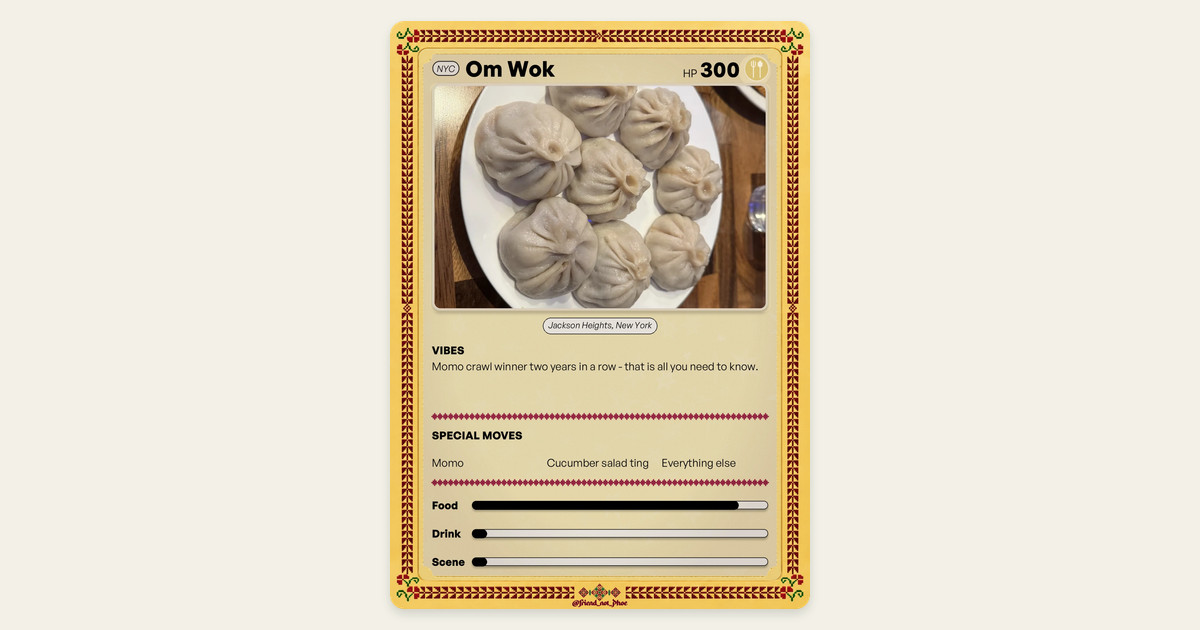 NYC Om Wok HP 300
Jackson Heights, New York
VIBES
Momo crawl winner two years in a row - that is all you need to know.
SPECIAL MOVES
Momo Cucumber salad ting Everything else
Food
Drink
Scene
@friend_not_phoe